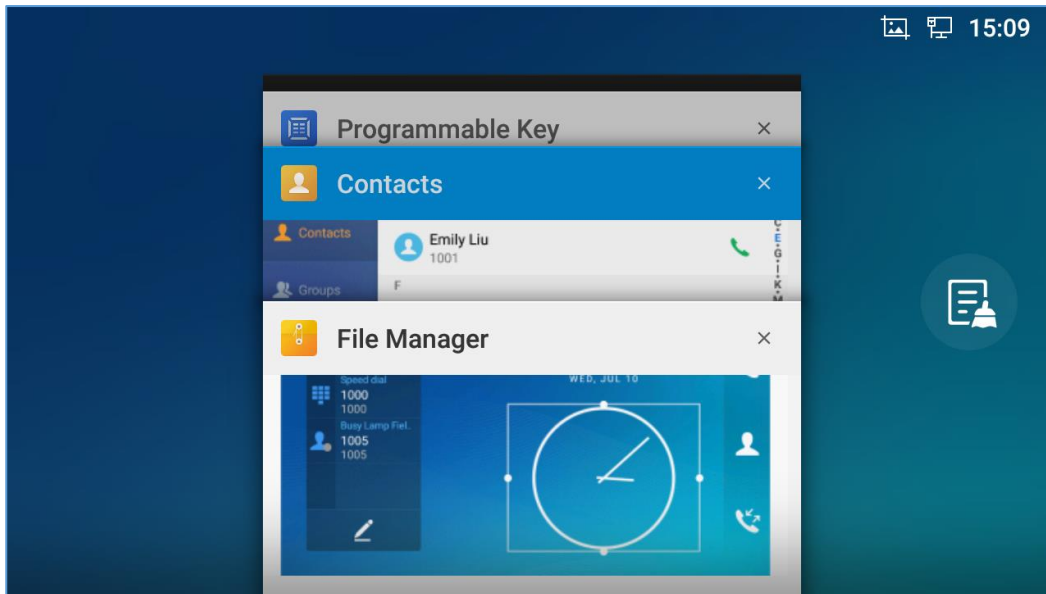 15:09
Programmable Key
Contacts
Contacts
Emily Liu
1001
Groups
F
E
G
I
K
File Manager
Speed dial
1000
1000
Busy Lamp Fiel.
1005
1005
WED, JUL 10